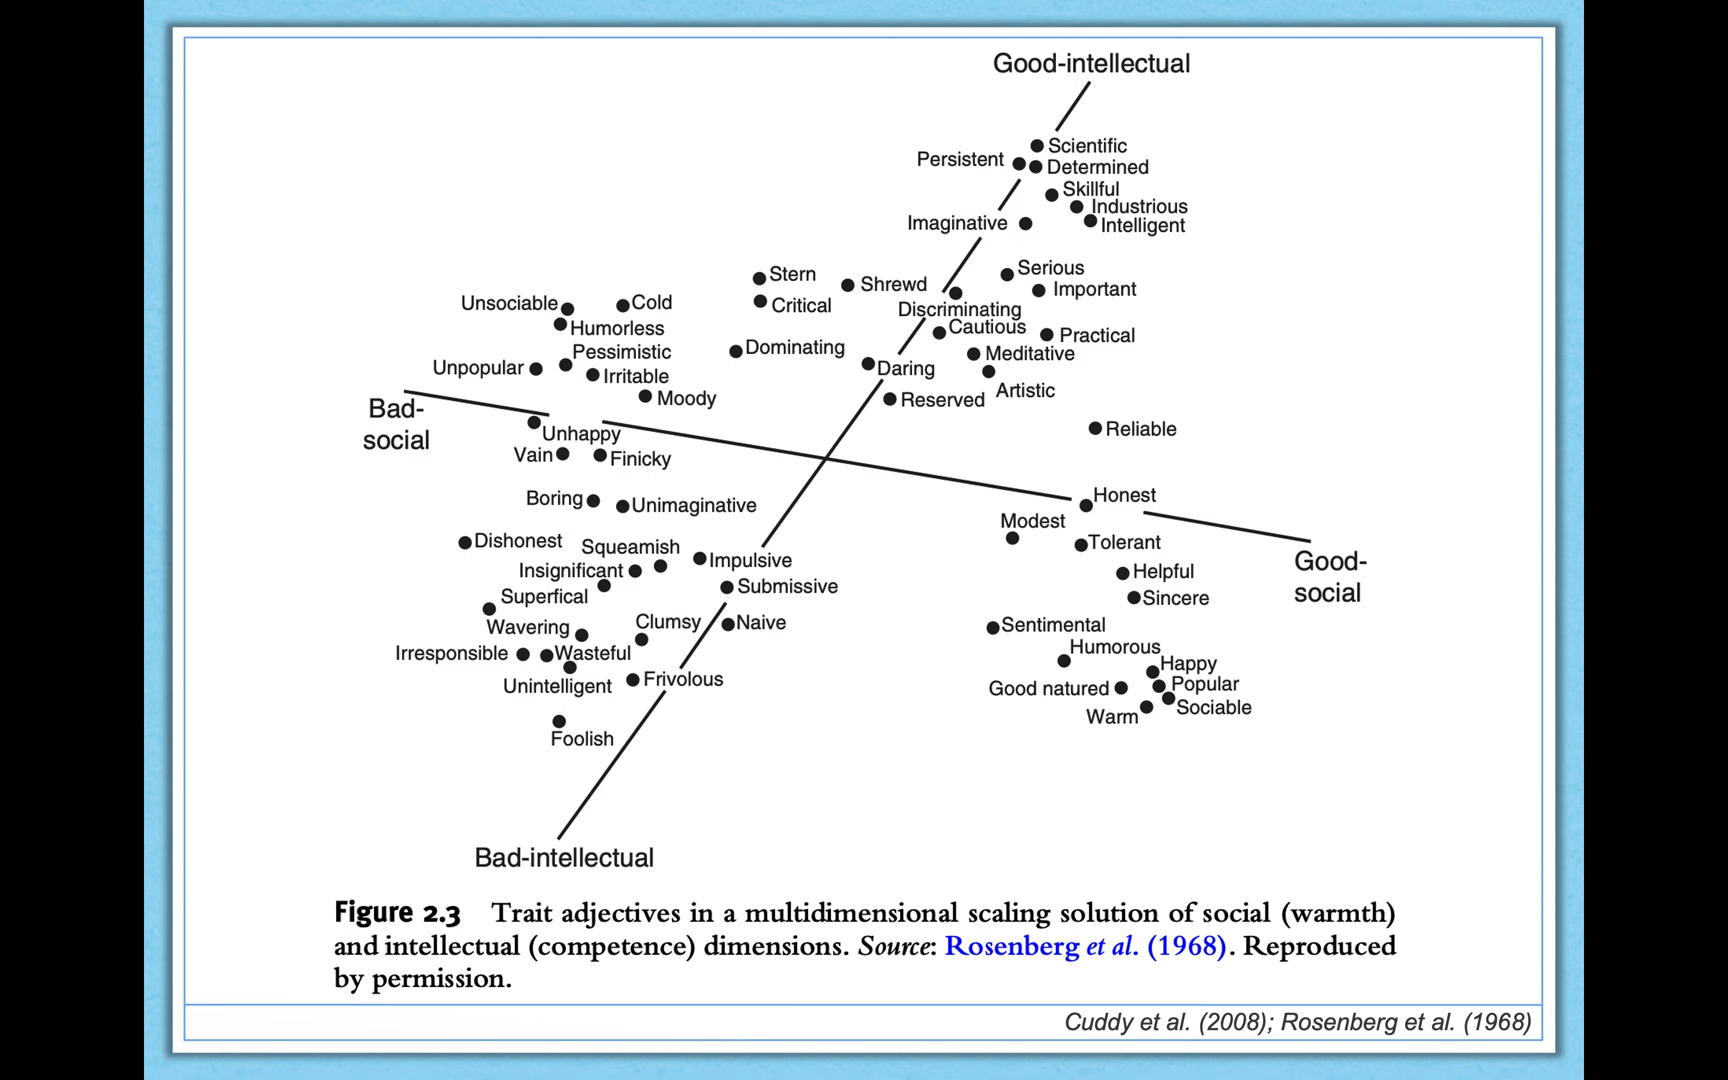 Good-intellectual
Scientific
Persistent
Determined
Skillful
Industrious
Imaginative
Intelligent
Serious
Stern
Shrewd
Important
Unsociable
Cold
Critical
Discriminating
Humorless
Cautious
Practical
Dominating
Pessimistic
Meditative
Unpopular
Irritable
Daring
Artistic
Moody
Reserved
Bad-
social
Reliable
Unhappy
Vain
Finicky
Honest
Boring
Unimaginative
Modest
Dishonest
Squeamish
Tolerant
Impulsive
Good-
social
Insignificant
Helpful
Submissive
Superfical
Sincere
Clumsy
Naive
Sentimental
Wavering
Humorous
Irresponsible
Wasteful
Happy
Frivolous
Unintelligent
Good natured
Popular
Sociable
Warm
Foolish
Bad-intellectual
Figure 2.3 Trait adjectives in a multidimensional scaling solution of social (warmth)
and intellectual (competence) dimensions. Source: Rosenberg et al. (1968). Reproduced
by permission.
Cuddy et al. (2008); Rosenberg et al. (1968)